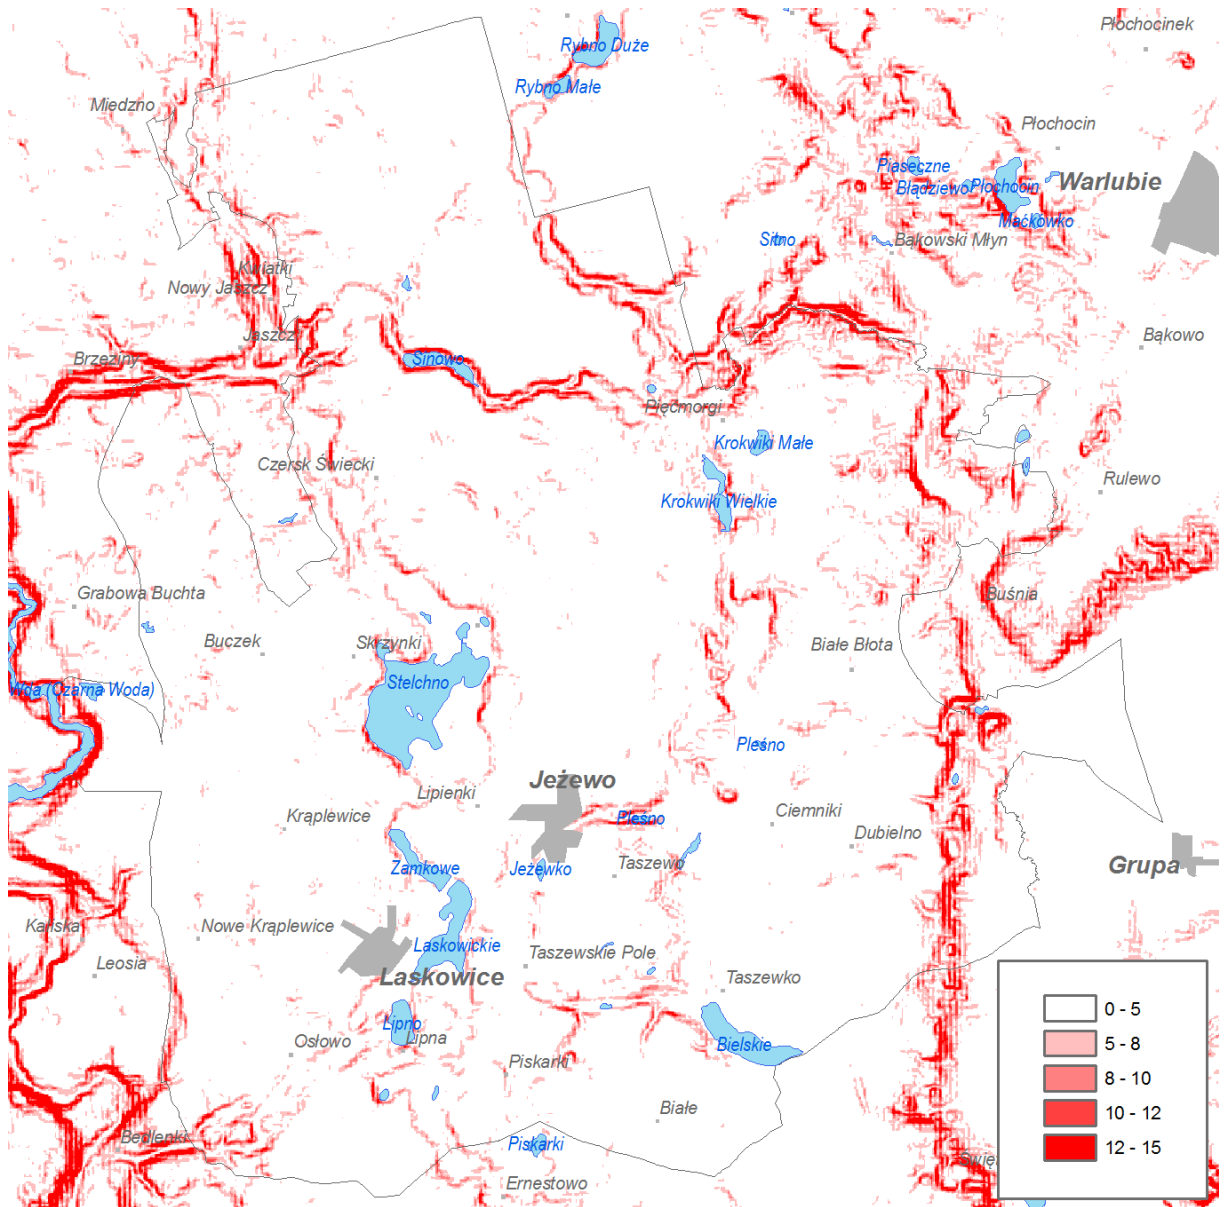 Płochocinek
Rybno Duże
Rybno Małe
Miedzno
Płochocin
Piaseczne
Błądziewo
Płochocin
Warlubie
Maćkówko
Sitno
Bąkowski Młyn
Kwiatki
Nowy Jaszcz
Jaszcz
Bąkowo
Brzeziny
Sinowo
Pięćmorgi
Krokwiki Małe
Czersk Świecki
Rulewo
Krokwiki Wielkie
Grabowa Buchta
Buśnia
Buczek
Skrzynki
Białe Błota
Stelchno
Wda (Czarna Woda)
Pleśno
Jeżewo
Lipienki
Krąplewice
Plesno
Ciemniki
Dubielno
Zamkowe
Jeżewko
Taszewo
Grupa
Kańska
Nowe Krąplewice
Laskowickie
Taszewskie Pole
Leosia
Laskowice
Taszewko
0 - 5
Lipno
Lipna
Osłowo
Bielskie
5 - 8
Piskarki
8 - 10
Białe
10 - 12
Bedlenki
Piskarki
12 - 15
Ernestowo